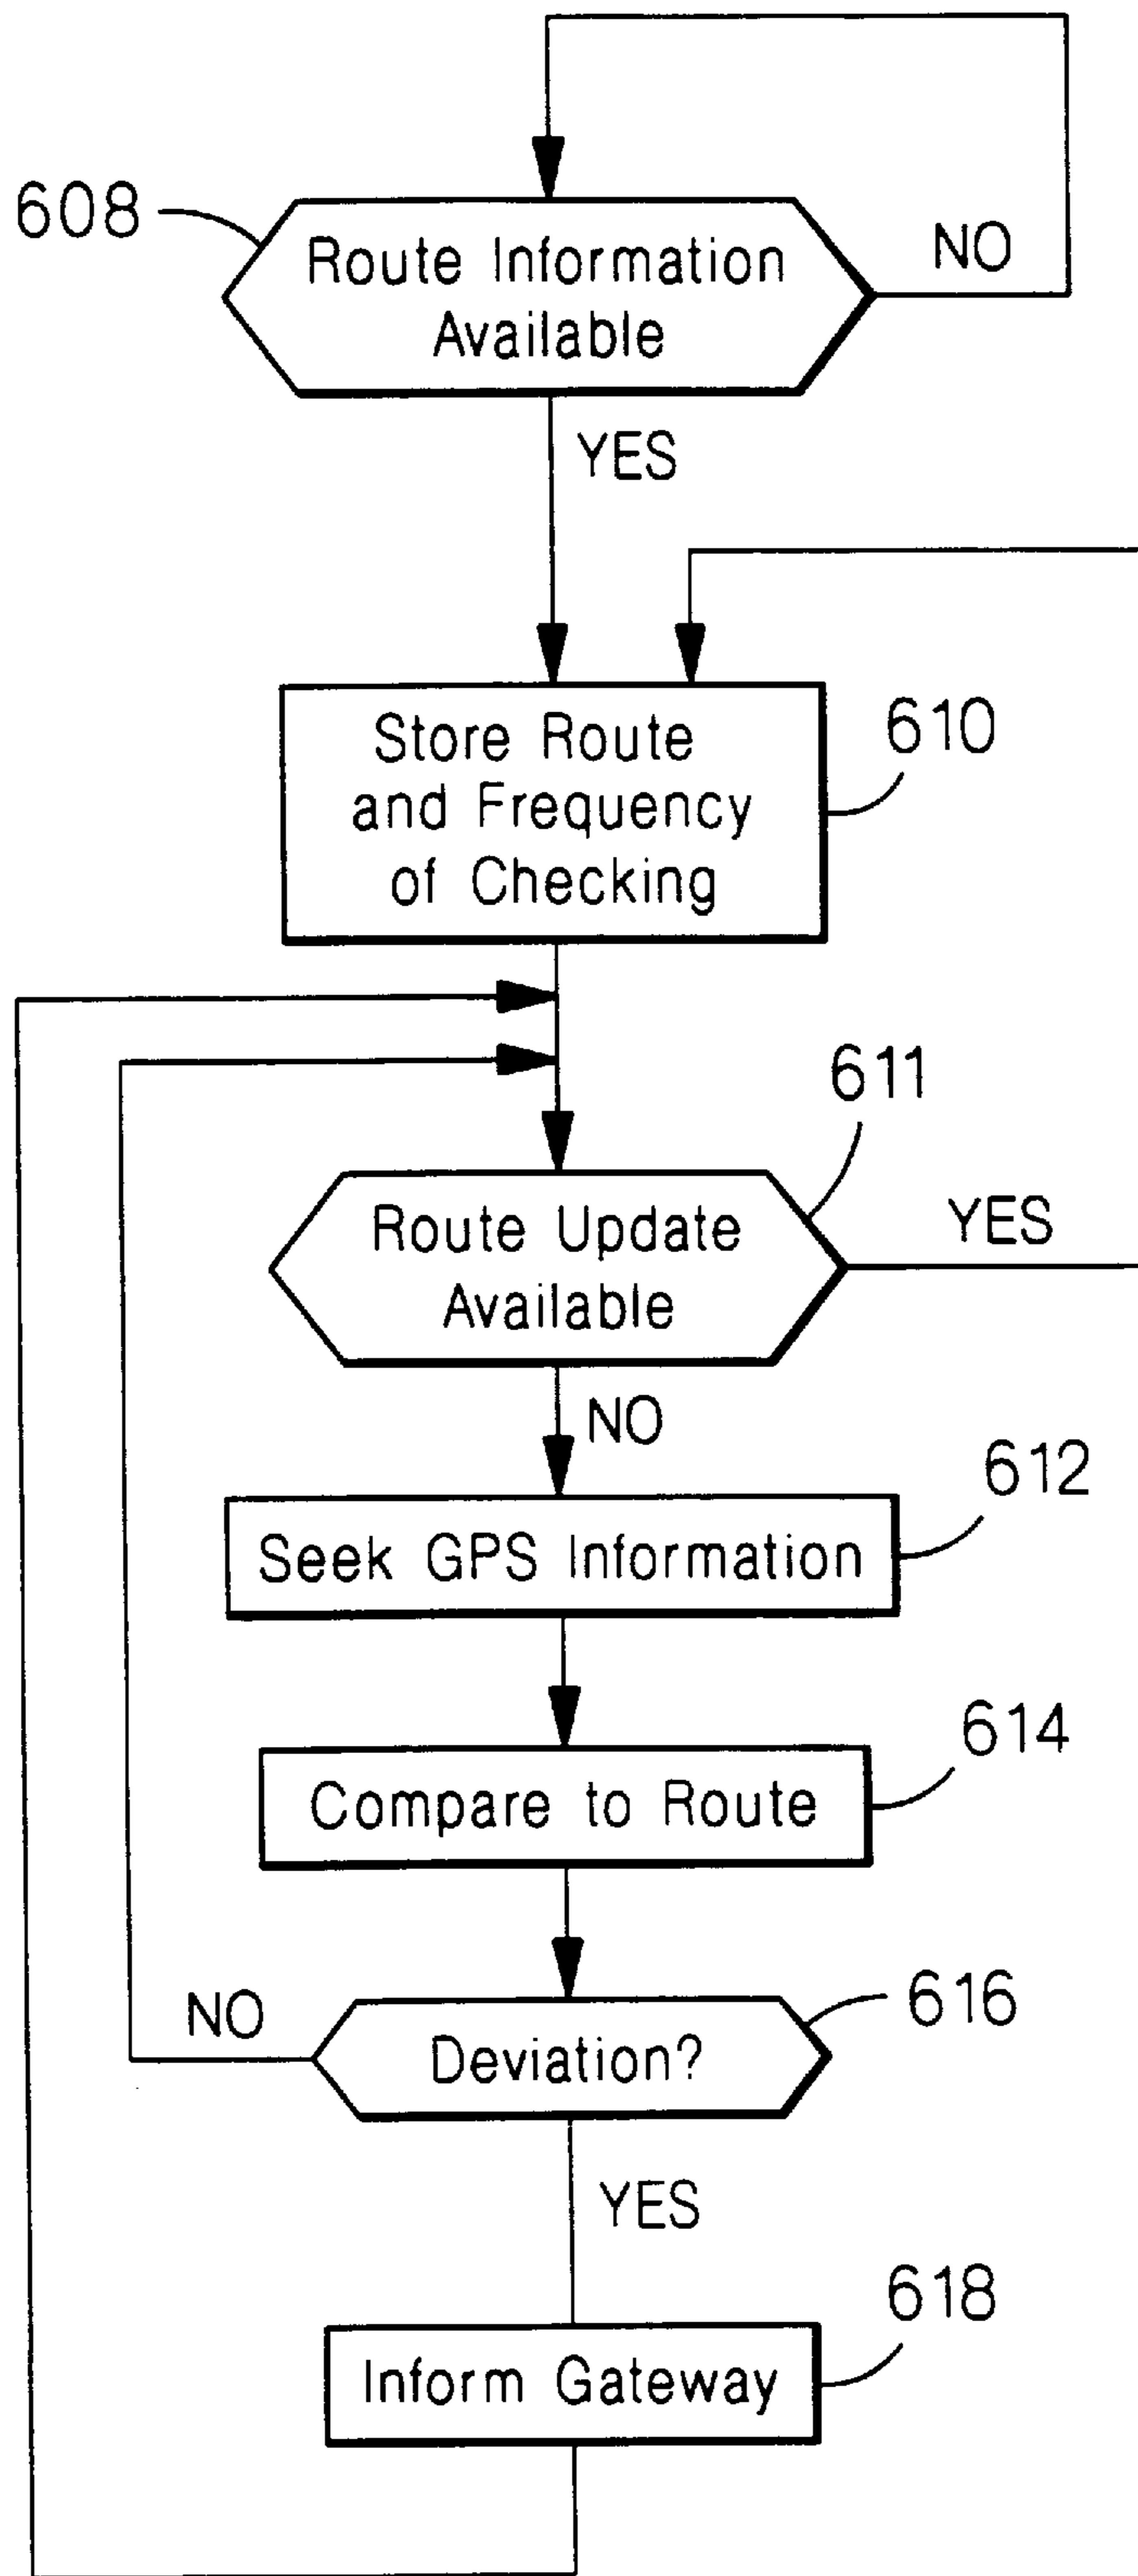 608
Route Information
Available
NO
YES
Store Route
and Frequency
of Checking
610
611
Route Update
Available
YES
NO
612
Seek GPS Information
614
Compare to Route
NO
616
Deviation?
YES
618
Inform Gateway